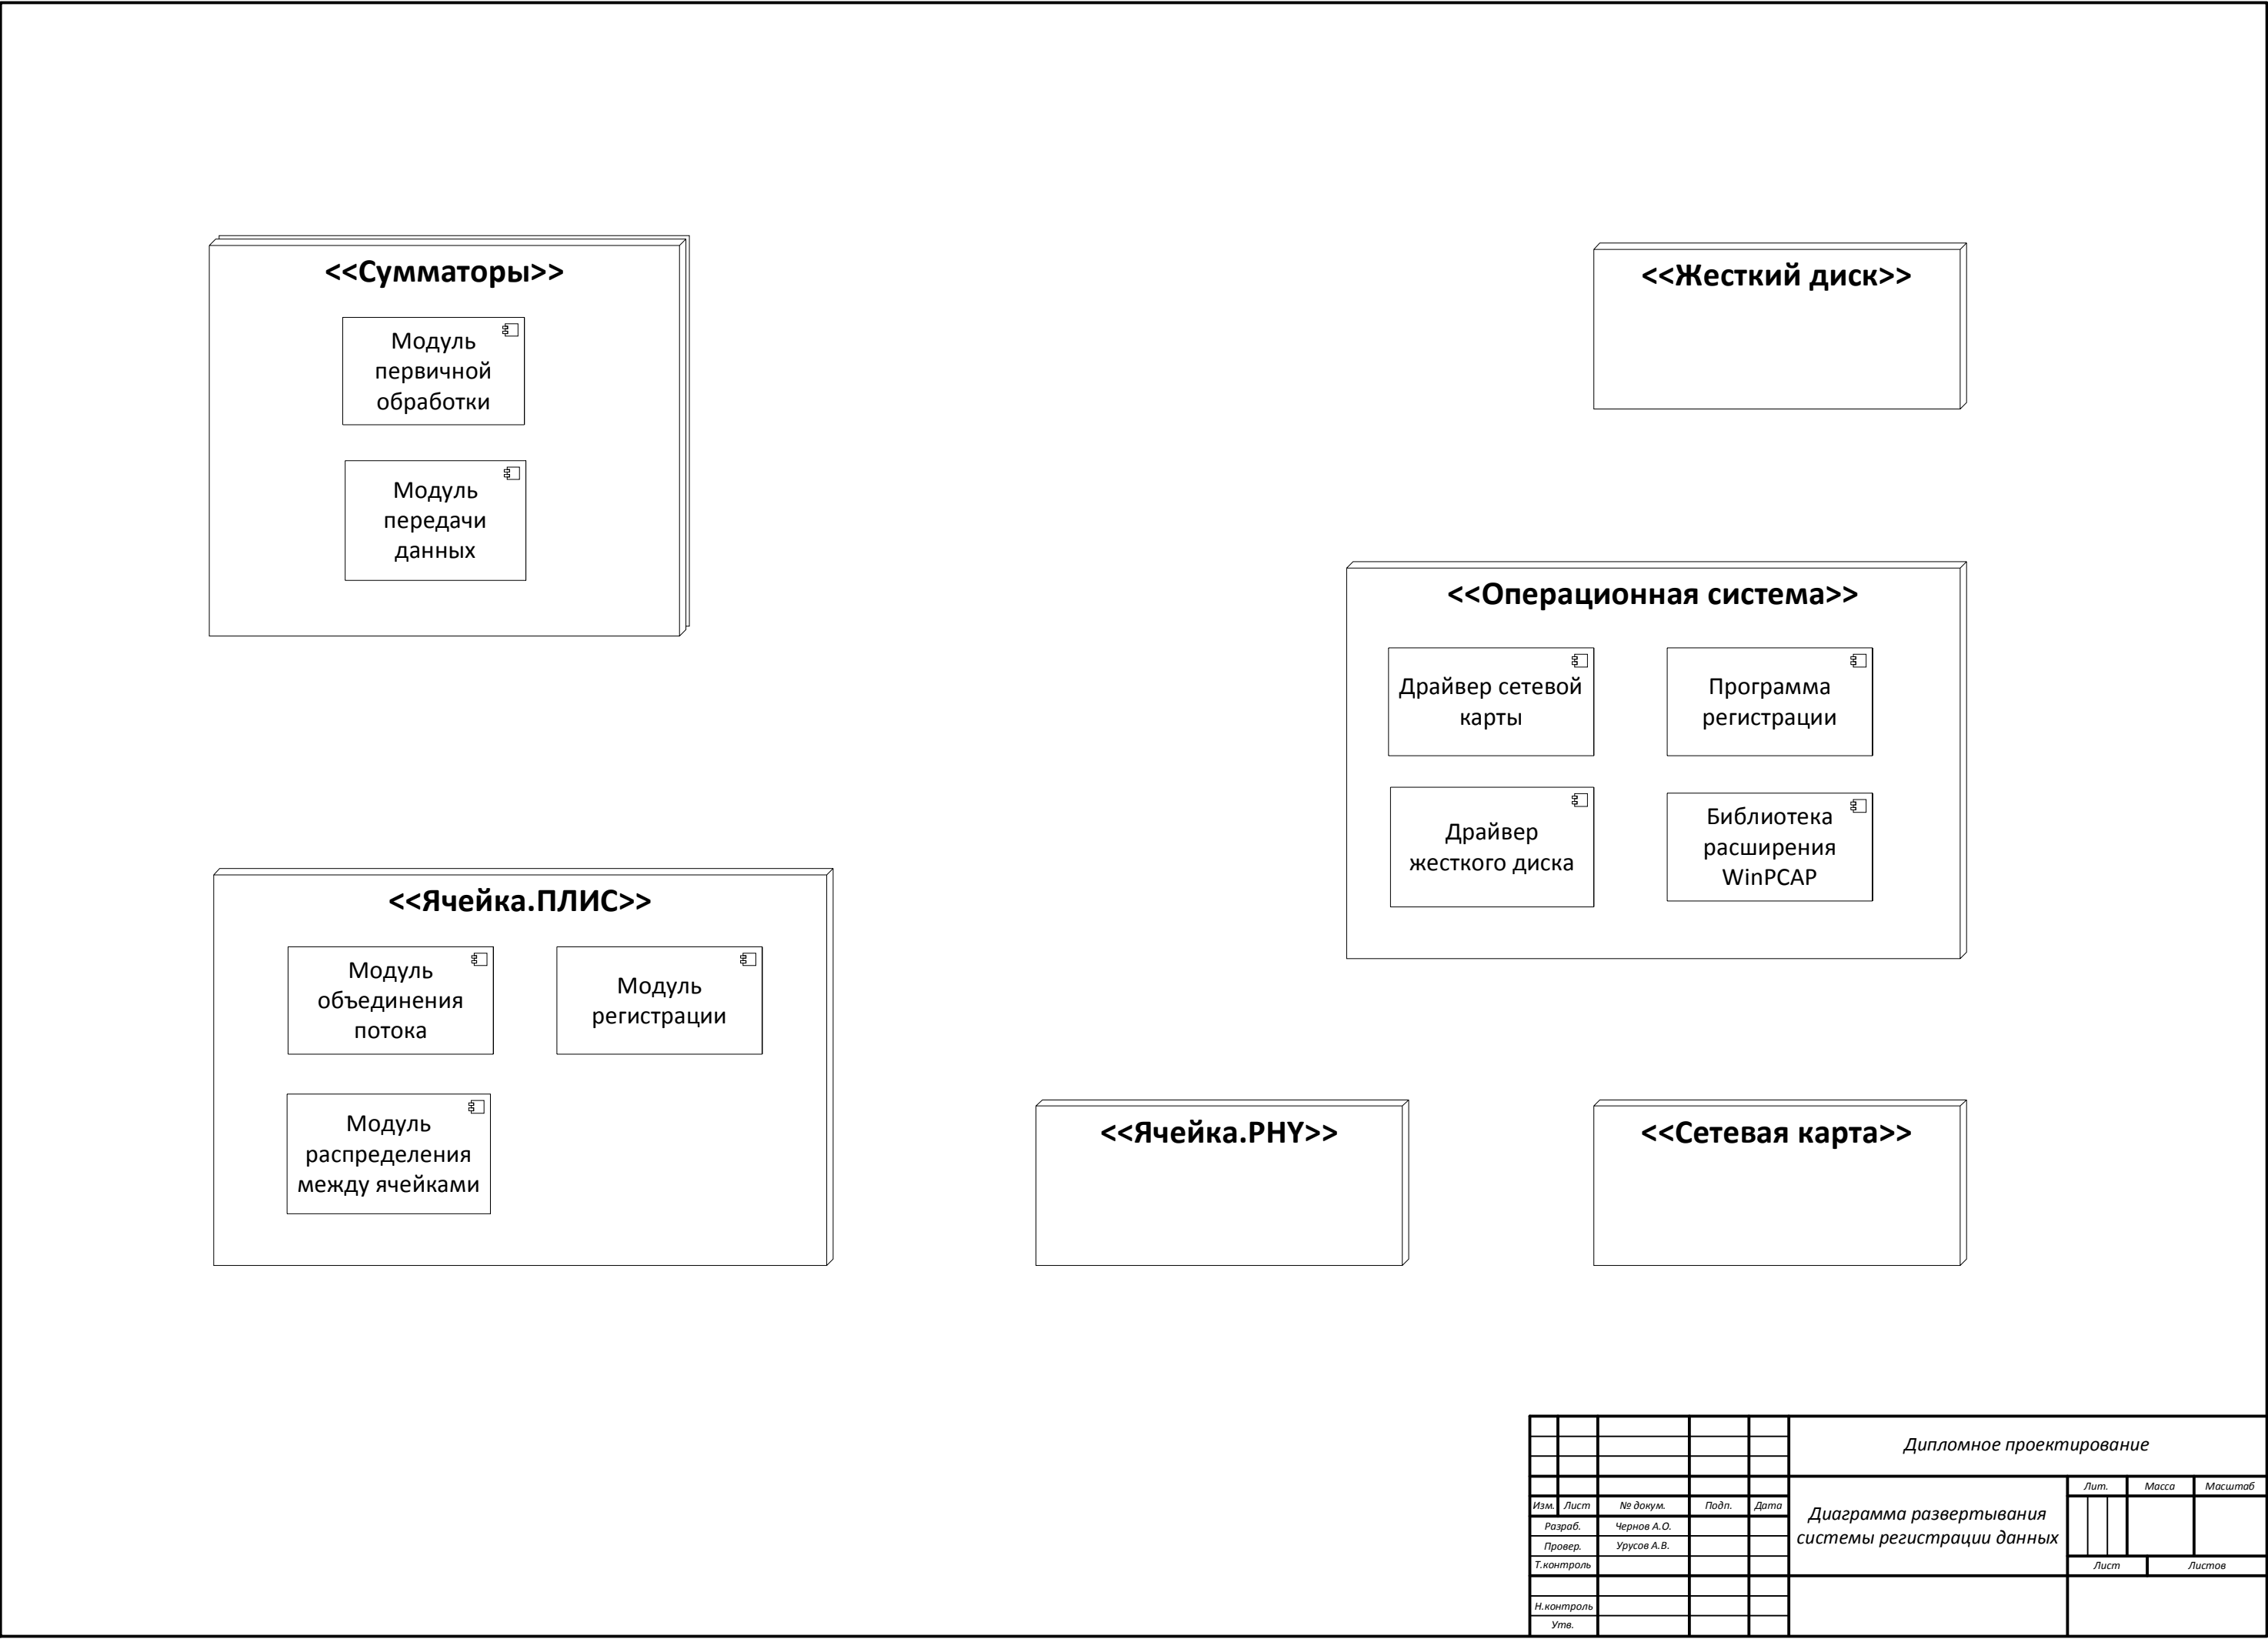 <<Сумматоры>>
Модуль
первичной
обработки
Модуль
передачи
данных
<<Жесткий диск>>
<<Операционная система>>
Драйвер сетевой
карты
Программа
регистрации
Драйвер
жесткого диска
Библиотека
расширения
WinPCAP
<<Ячейка.ПЛИС>>
Модуль
объединения
потока
Модуль
регистрации
Модуль
распределения
между ячейками
<<Ячейка.PHY>>
<<Сетевая карта>>
Дипломное проектирование
Изм. Лист № докум. Подп. Дата
Разраб. Чернов А.О.
Провер. Урусов А.В.
Т.контроль
Н.контроль
Утв.
Диаграмма развертывания
системы регистрации данных
Лит. Масса Масштаб
Лист Листов